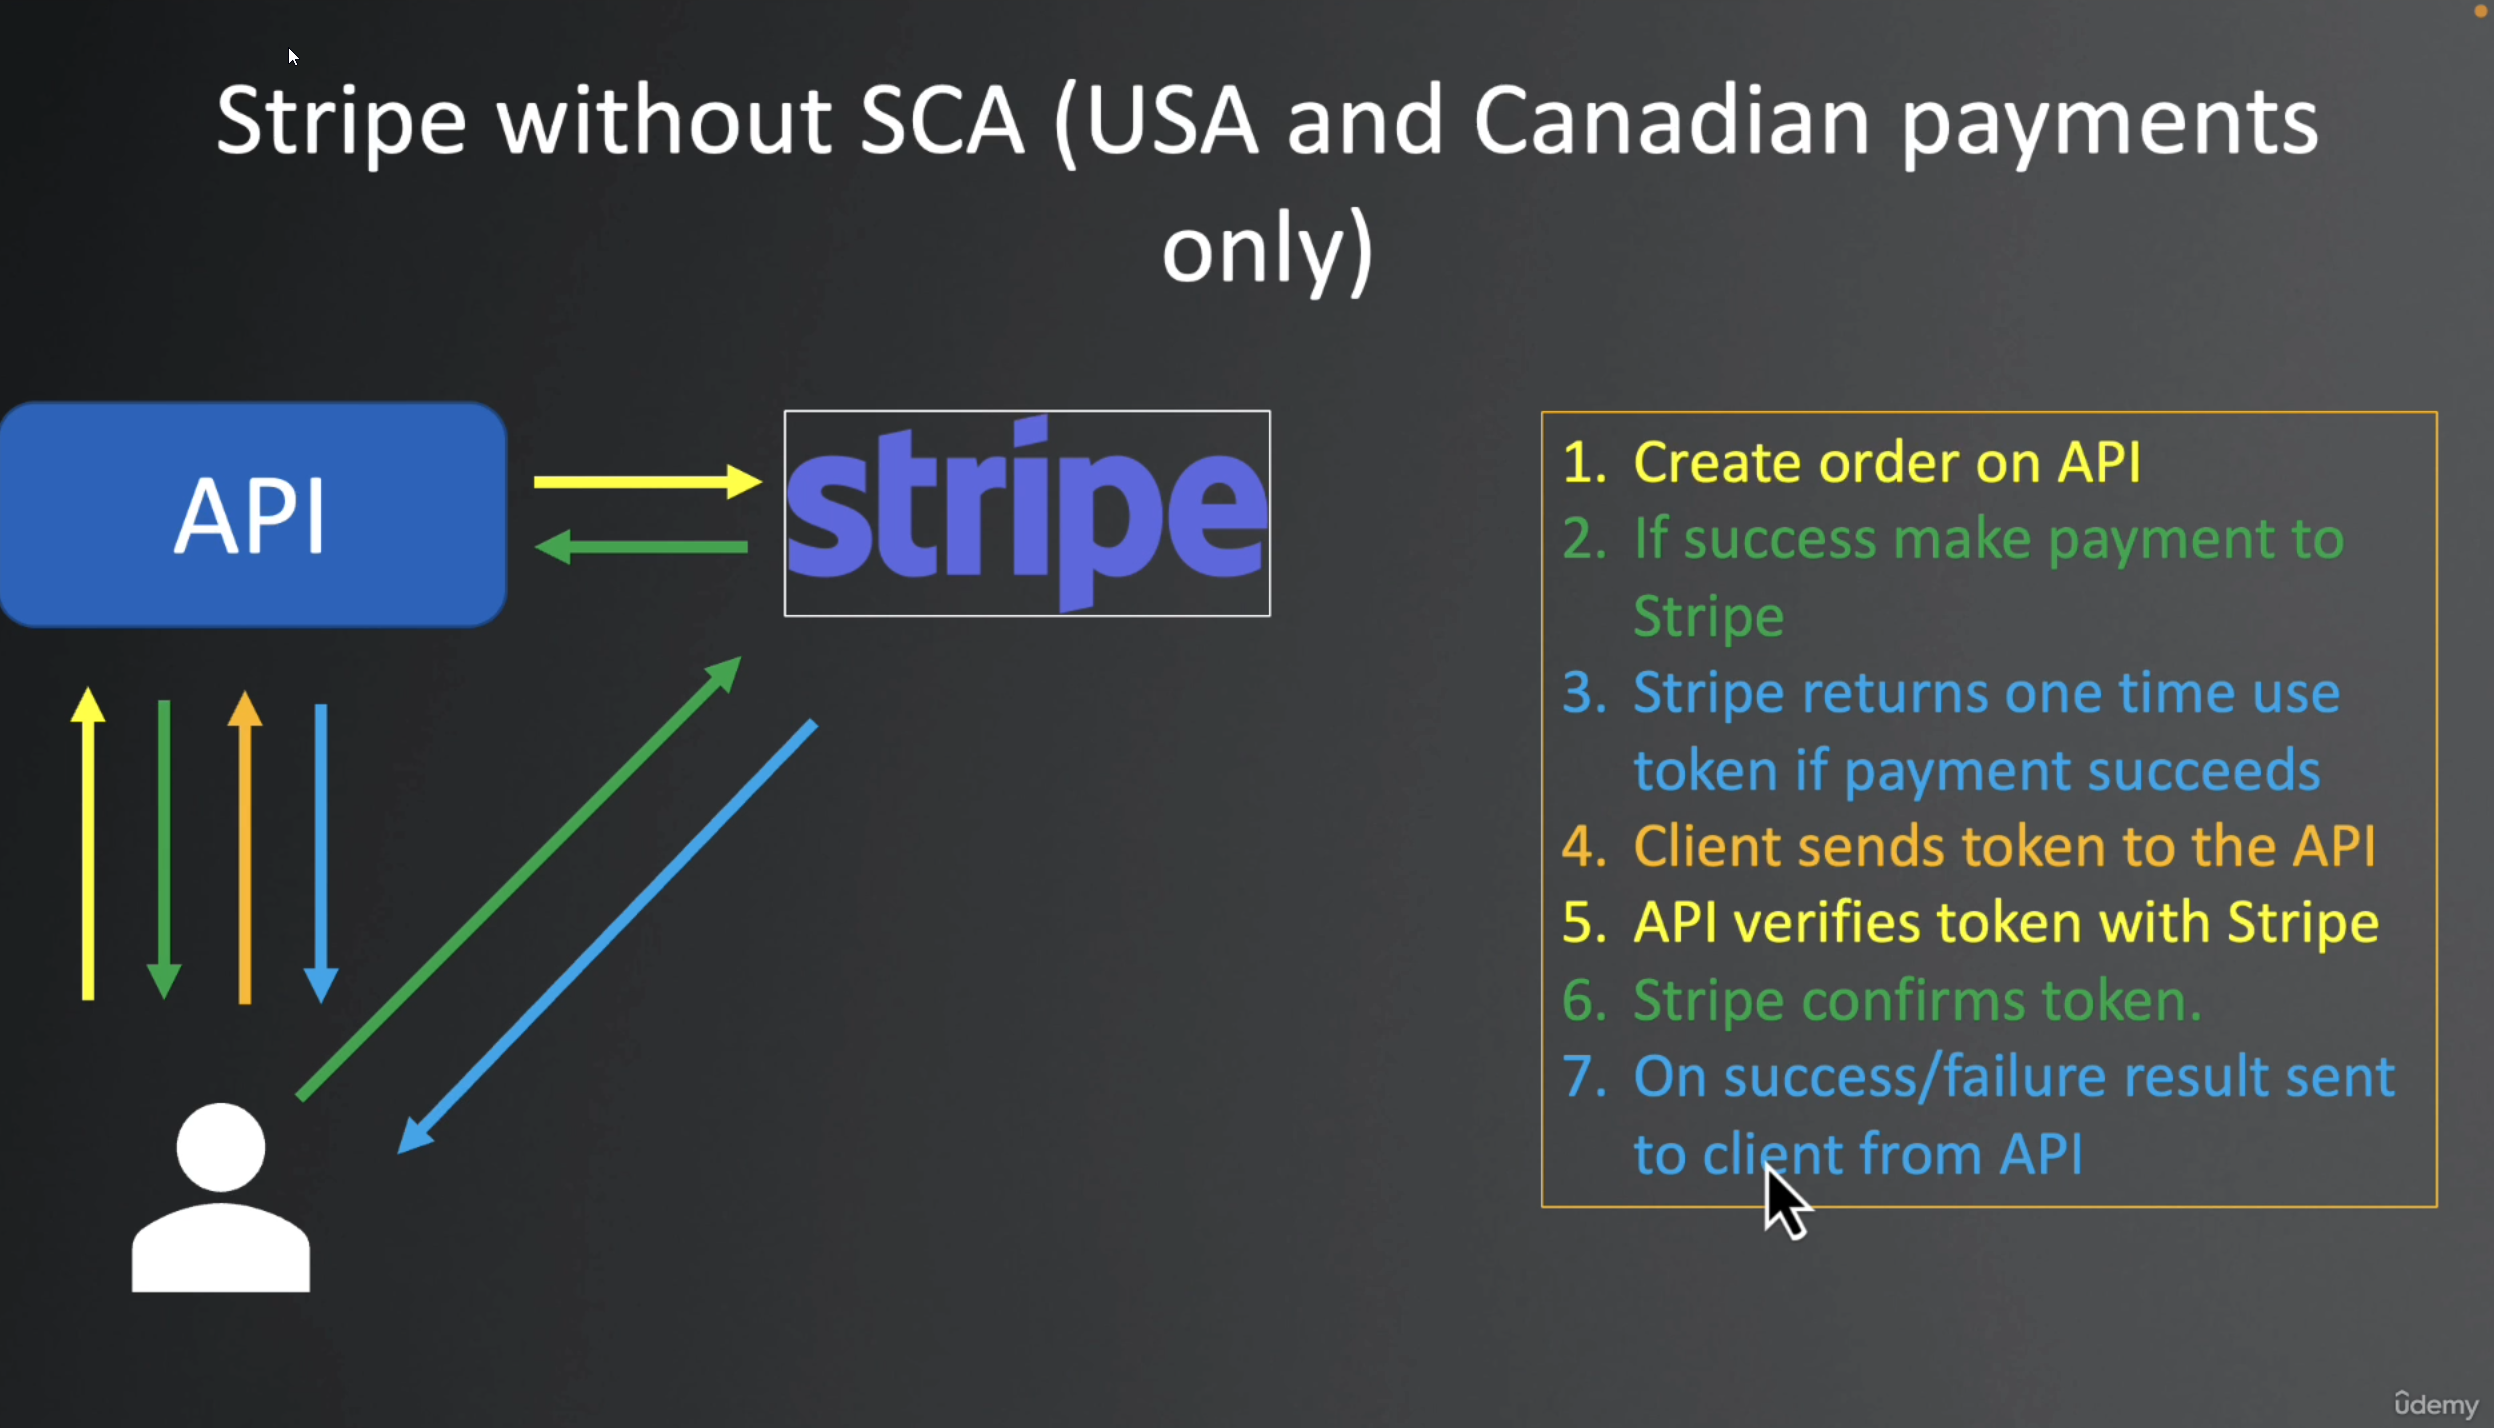 Stripe without SCA (USA and Canadian payments
only)
API
stripe
1. Create order on API
2. If success make payment to
Stripe
3. Stripe returns one time use
token if payment succeeds
4. Client sends token to the API
5. API verifies token with Stripe
6. Stripe confirms token.
7. On success/failure result sent
to client from API
ûdemy